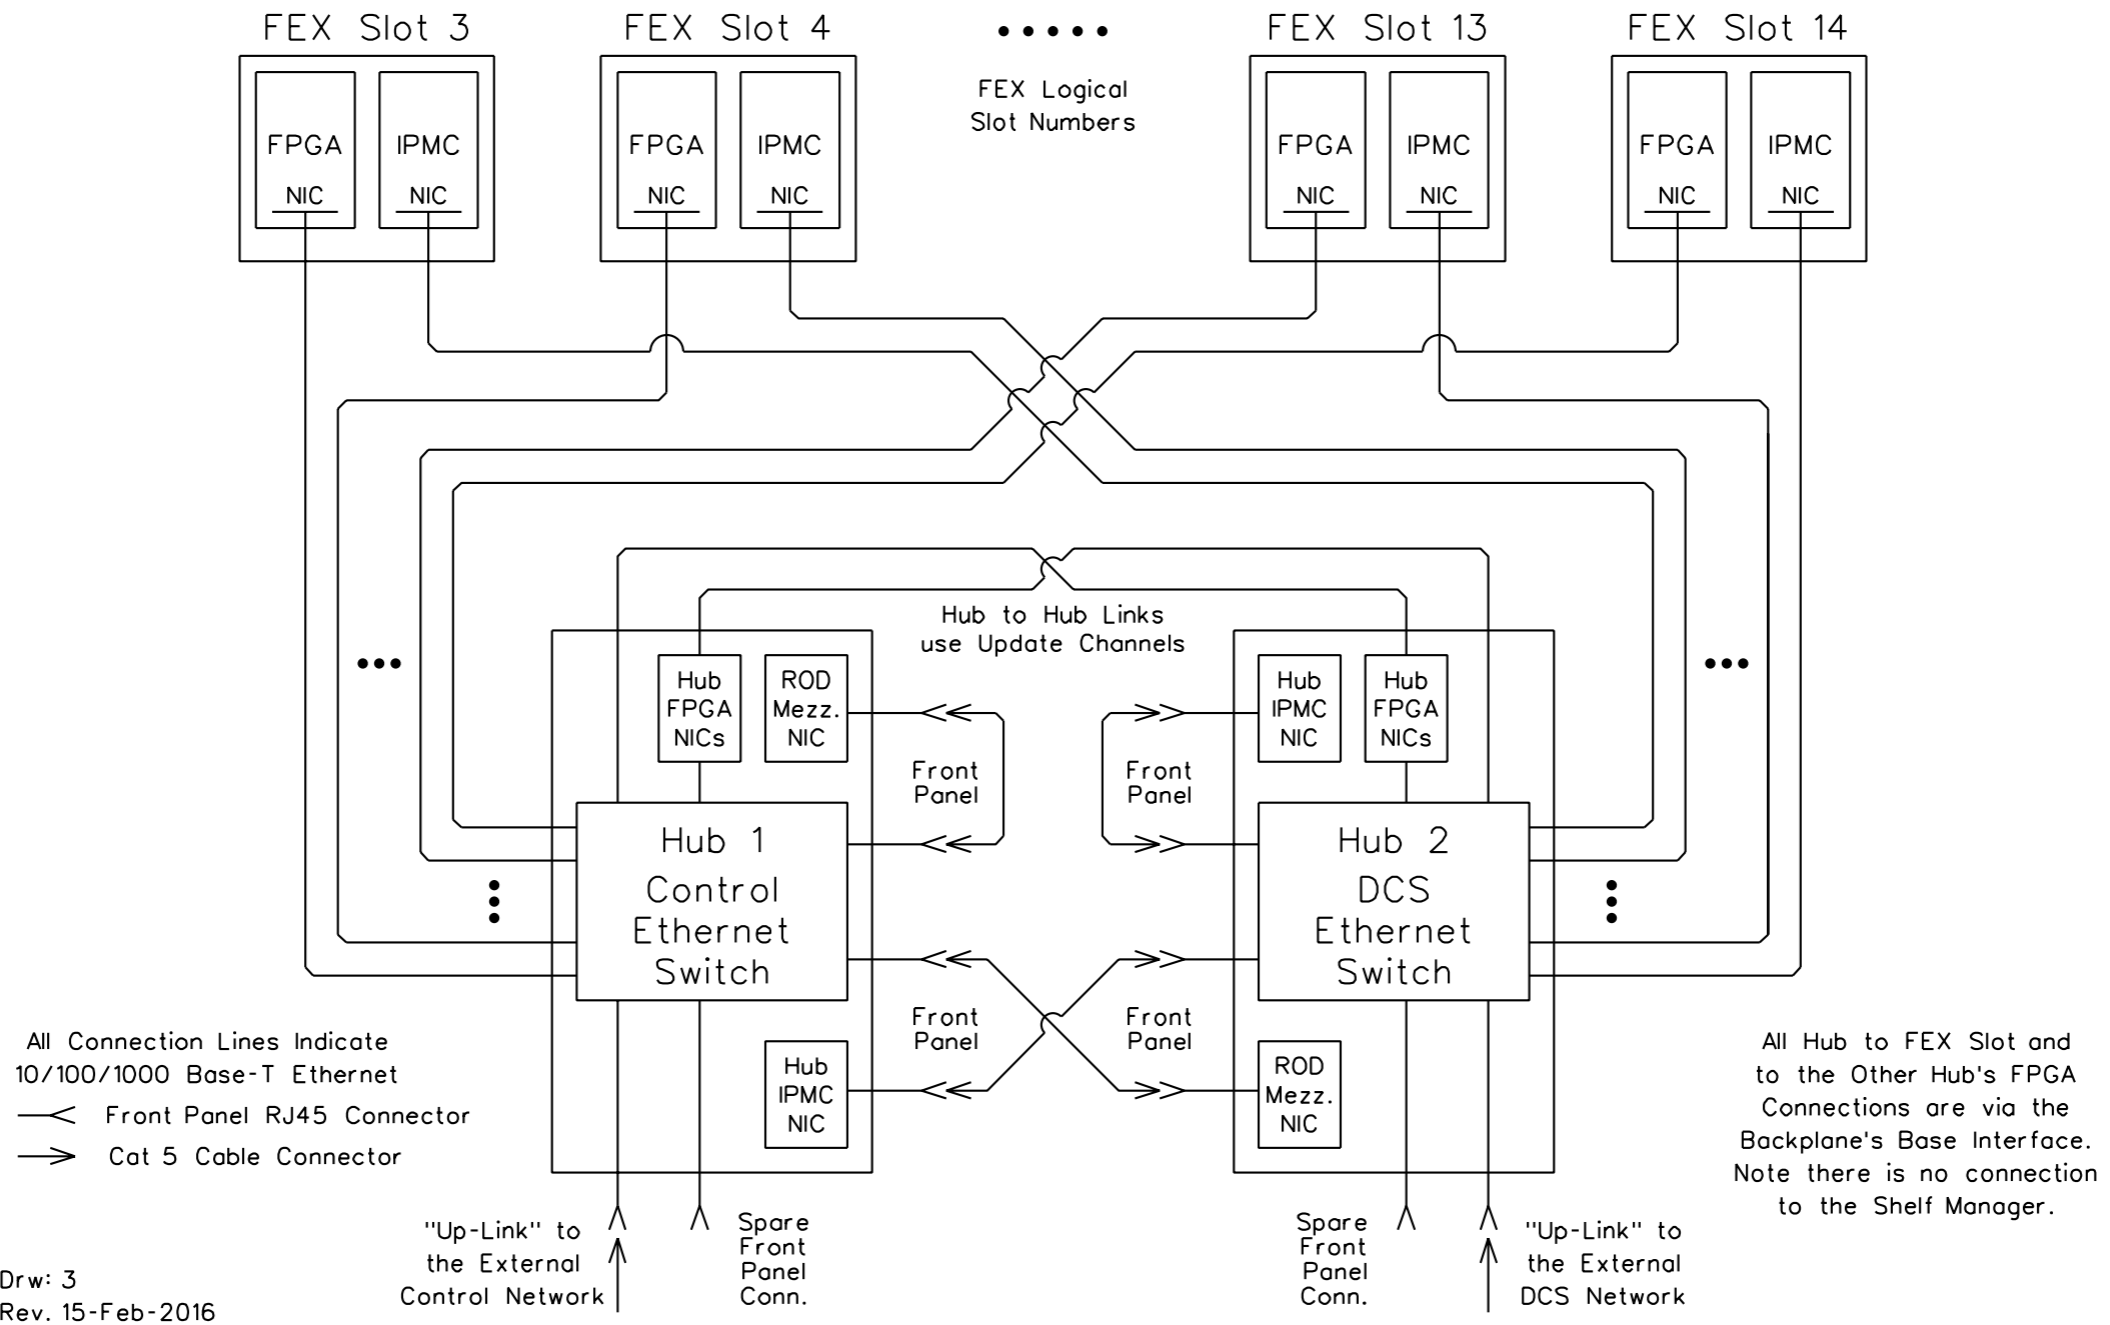 FEX Slot 3
FEX Slot 4
FEX Slot 13
FEX Slot 14
FEX Logical
Slot Numbers
FPGA
NIC
IPMC
NIC
FPGA
NIC
IPMC
NIC
FPGA
NIC
IPMC
NIC
FPGA
NIC
IPMC
NIC
Hub to Hub Links
use Update Channels
Hub
FPGA
NICs
ROD
Mezz.
NIC
Front
Panel
Front
Panel
Hub
IPMC
NIC
Hub
FPGA
NICs
Hub 1
Control
Ethernet
Switch
Hub 2
DCS
Ethernet
Switch
Front
Panel
Front
Panel
Hub
IPMC
NIC
ROD
Mezz.
NIC
All Connection Lines Indicate
10/100/1000 Base-T Ethernet
Front Panel RJ45 Connector
Cat 5 Cable Connector
All Hub to FEX Slot and
to the Other Hub's FPGA
Connections are via the
Backplane's Base Interface.
Note there is no connection
to the Shelf Manager.
"Up-Link" to
the External
Control Network
Spare
Front
Panel
Conn.
Spare
Front
Panel
Conn.
"Up-Link" to
the External
DCS Network
Drw: 3
Rev. 15-Feb-2016